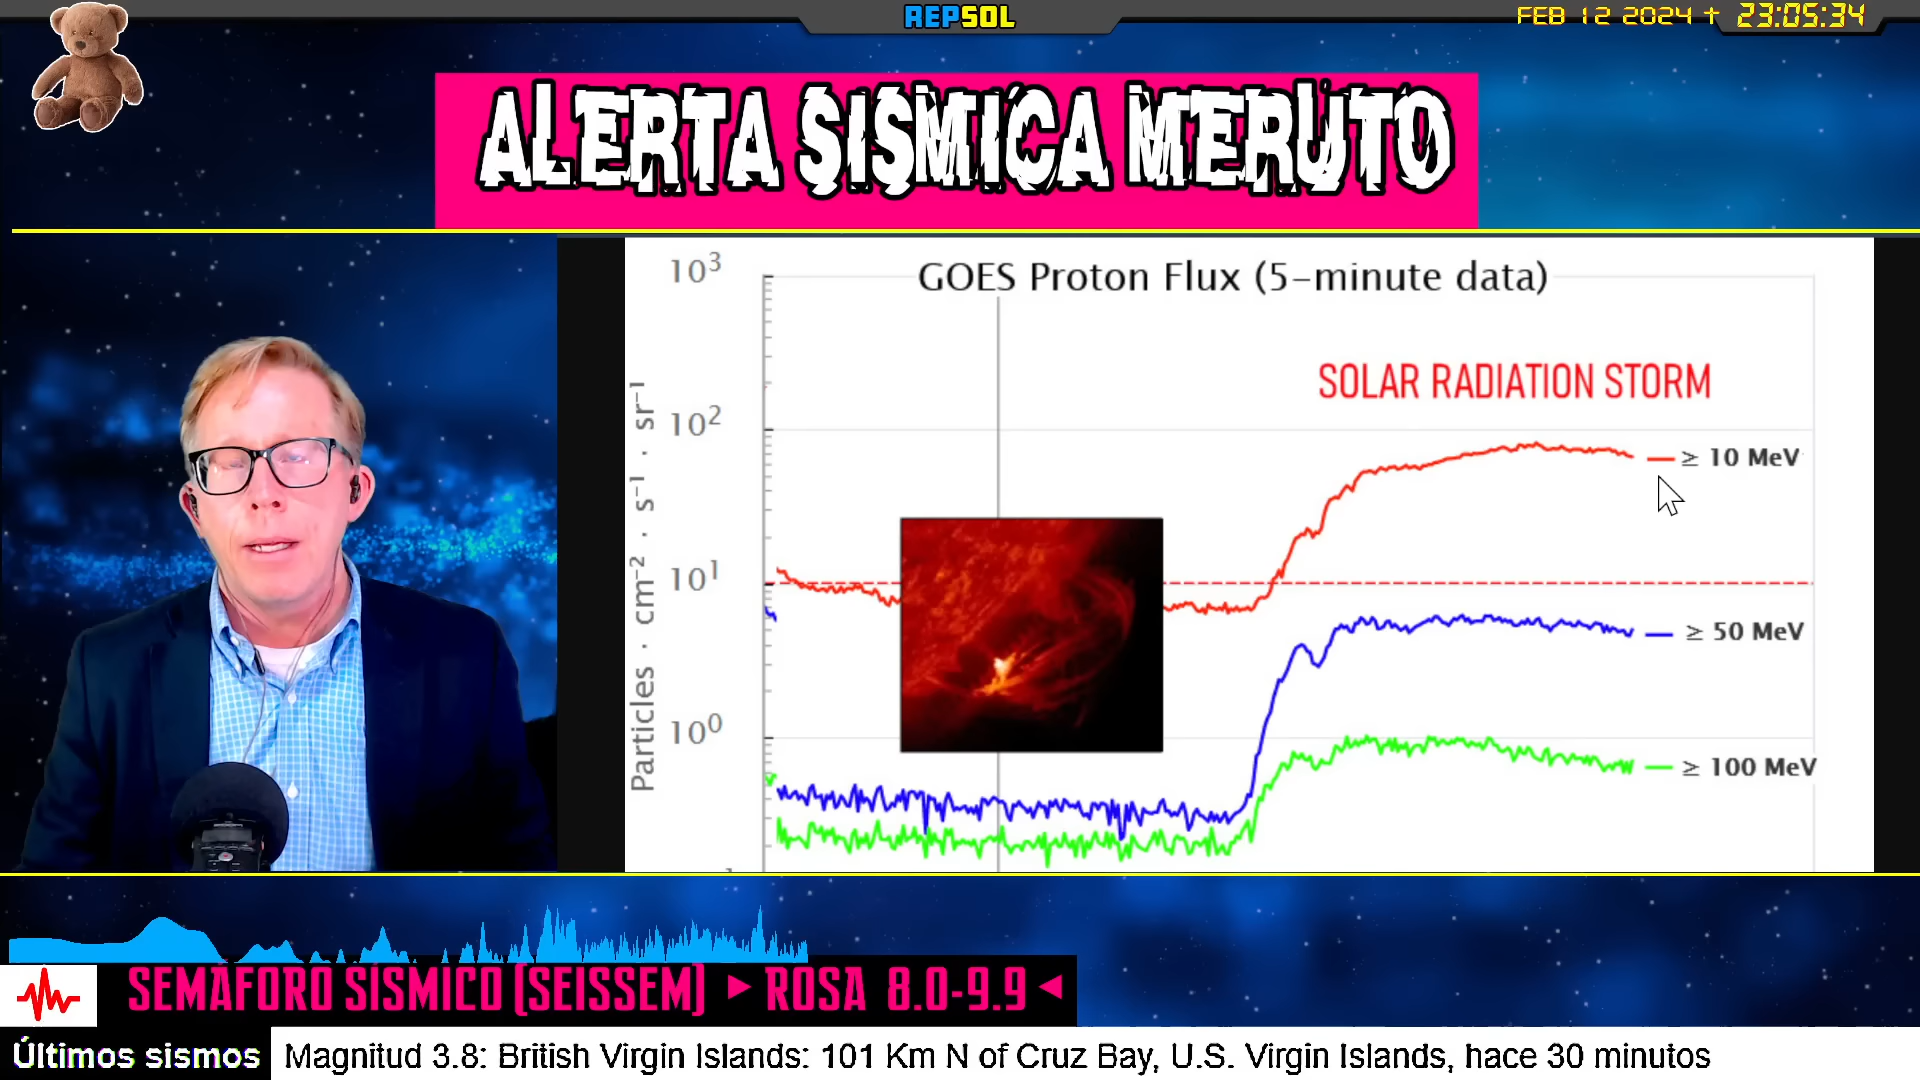 REPSOL
FEB 12 2024 † 23:05:34
ALERTA SISMICA MERUTO
GOES Proton Flux (5-minute data)
SOLAR RADIATION STORM
10³
10²
10¹
10⁰
Particles · cm⁻² · s⁻¹ · sr⁻¹
≥ 10 MeV
≥ 50 MeV
≥ 100 MeV
SEMÁFORO SÍSMICO (SEISSEM) ► ROSA 8.0-9.9 ◄
Últimos sismos Magnitud 3.8: British Virgin Islands: 101 Km N of Cruz Bay, U.S. Virgin Islands, hace 30 minutos